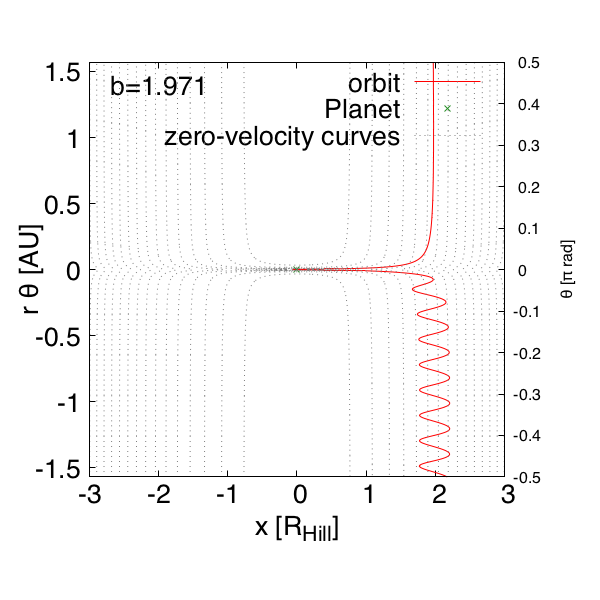 b=1.971
orbit
Planet
zero-velocity curves
r θ [AU]
1.5
1
0.5
0
-0.5
-1
-1.5
0.5
0.4
0.3
0.2
0.1
0
-0.1
-0.2
-0.3
-0.4
-0.5
θ [π rad]
-3 -2 -1 0 1 2 3
x [RHill]